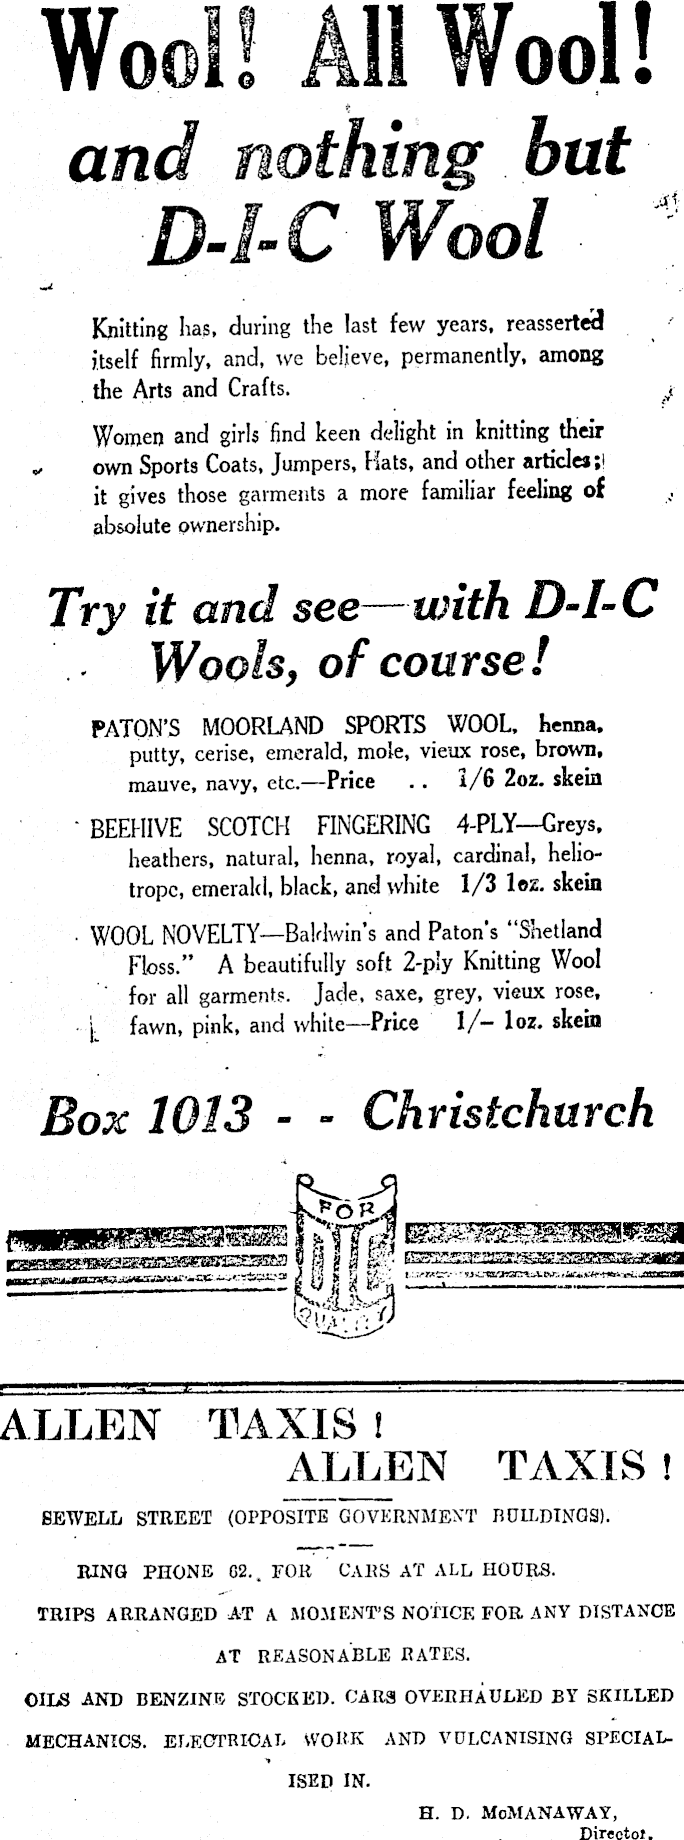 Wool! All Wool!
and nothing but
D-I-C Wool
Knitting has, during the last few years, reasserted
itself firmly, and, we believe, permanently, among
the Arts and Crafts.
Women and girls find keen delight in knitting their
own Sports Coats, Jumpers, Hats, and other articles;
it gives those garments a more familiar feeling of
absolute ownership.
Try it and see—with D-I-C
Wools, of course!
PATON'S MOORLAND SPORTS WOOL, henna,
putty, cerise, emerald, mole, vieux rose, brown,
mauve, navy, etc.—Price .. 1/6 2oz. skein
BEEHIVE SCOTCH FINGERING 4-PLY—Greys,
heathers, natural, henna, royal, cardinal, helio-
trope, emerald, black, and white 1/3 1oz. skein
WOOL NOVELTY—Baldwin's and Paton's "Shetland
Floss." A beautifully soft 2-ply Knitting Wool
for all garments. Jade, saxe, grey, vieux rose,
fawn, pink, and white—Price 1/- 1oz. skein
Box 1013 - - Christchurch
FOR
DIC
QUALITY
ALLEN TAXIS!
ALLEN TAXIS!
SEWELL STREET (OPPOSITE GOVERNMENT BUILDINGS).
RING PHONE 62. FOR CARS AT ALL HOURS.
TRIPS ARRANGED AT A MOMENT'S NOTICE FOR ANY DISTANCE
AT REASONABLE RATES.
OILS AND BENZINE STOCKED. CARS OVERHAULED BY SKILLED
MECHANICS. ELECTRICAL WORK AND VULCANISING SPECIAL-
ISED IN.
H. D. McMANAWAY,
Director.